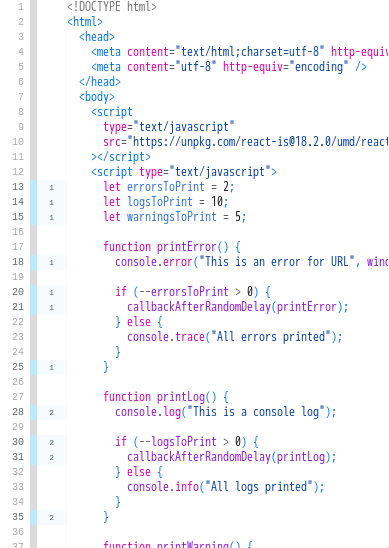 1 <!DOCTYPE html>
2 <html>
3 <head>
4 <meta content="text/html;charset=utf-8" http-equiv
5 <meta content="utf-8" http-equiv="encoding" />
6 </head>
7 <body>
8 <script
9 type="text/javascript"
10 src="https://unpkg.com/react-is@18.2.0/umd/react
11 ></script>
12 <script type="text/javascript">
13 1 let errorsToPrint = 2;
14 1 let logsToPrint = 10;
15 1 let warningsToPrint = 5;
16
17 function printError() {
18 1 console.error("This is an error for URL", wind
19
20 1 if (--errorsToPrint > 0) {
21 1 callbackAfterRandomDelay(printError);
22 } else {
23 console.trace("All errors printed");
24 }
25 1 }
26
27 function printLog() {
28 2 console.log("This is a console log");
29
30 2 if (--logsToPrint > 0) {
31 2 callbackAfterRandomDelay(printLog);
32 } else {
33 console.info("All logs printed");
34 }
35 2 }
36
37 function printWarning() {